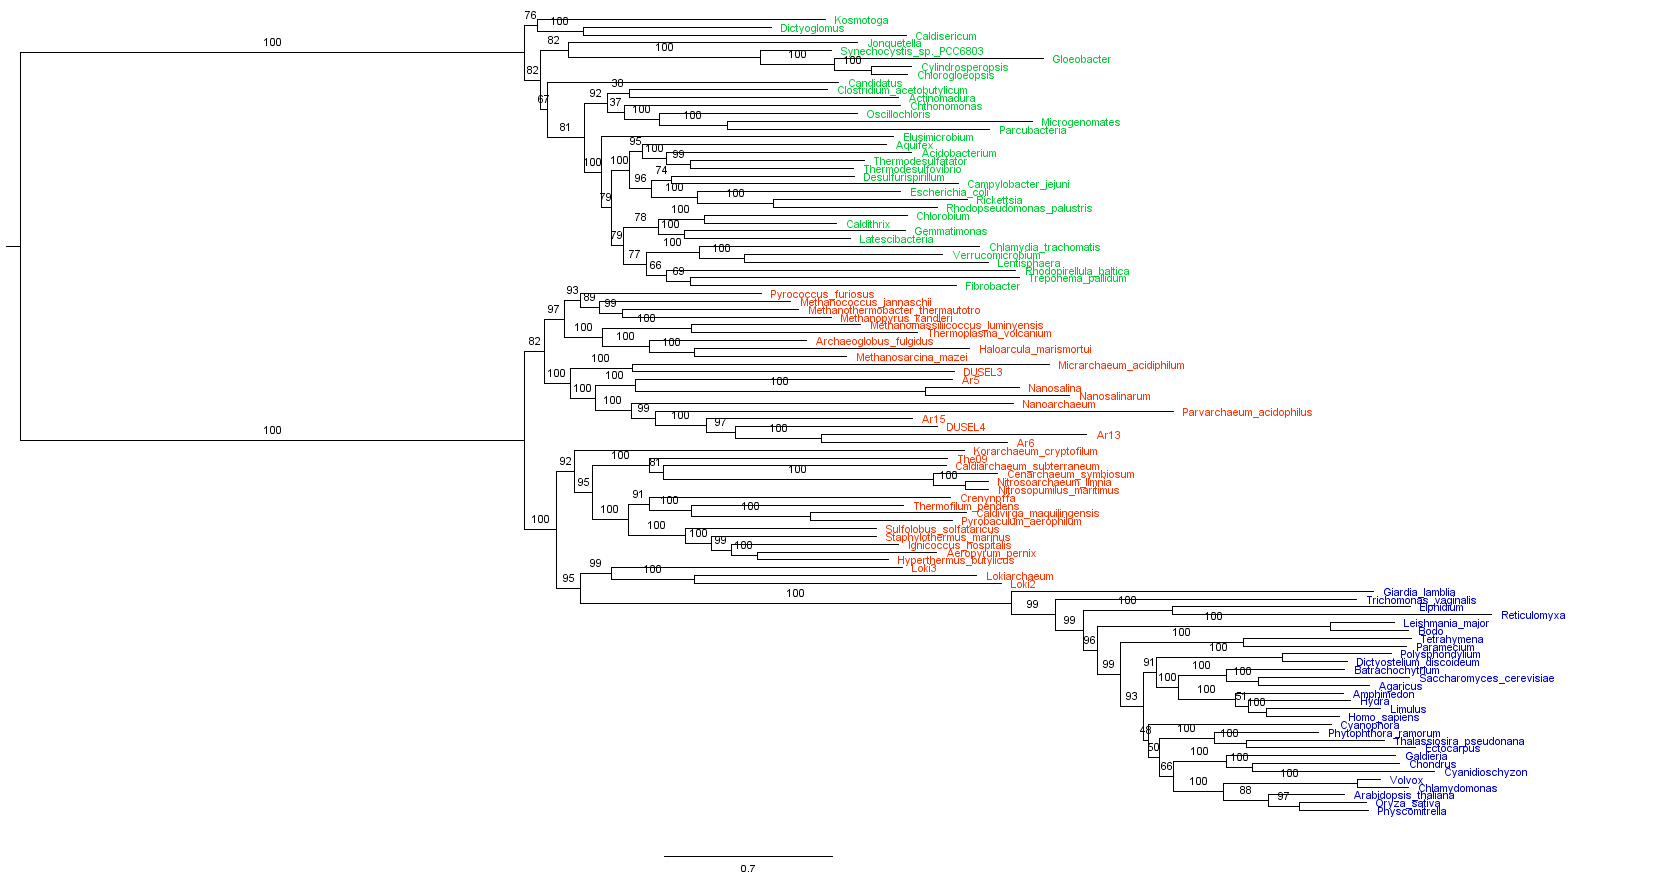 76
100
Kosmotoga
Dictyoglomus
Caldisericum
100
82
100
Jonquetella
Synechocystis_sp._PCC6803
100
100
Gloeobacter
Cylindrosperopsis
Chlorogloeopsis
82
67
38
Candidatus
Clostridium_acetobutylicum
92
Actinomadura
37
Chthonomonas
100
100
Oscillochloris
Microgenomates
81
Parcubacteria
95
Elusimicrobium
100
Aquifex
100
100
99
Acidobacterium
Thermodesulfatator
74
Thermodesulfovibrio
96
Desulfurispirillum
100
Campylobacter_jejuni
79
100
Escherichia_coli
Rickettsia
Rhodopseudomonas_palustris
78
100
Chlorobium
100
Caldithrix
79
Gemmatimonas
100
Latescibacteria
77
100
Chlamydia_trachomatis
Verrucomicrobium
66
Lentisphaera
69
Rhodopirellula_baltica
Treponema_pallidum
Fibrobacter
93
Pyrococcus_furiosus
89
Methanococcus_jannaschii
97
99
Methanothermobacter_thermautotro
100
Methanopyrus_kandleri
100
Methanomassiliicoccus_luminyensis
Thermoplasma_volcanium
82
100
Archaeoglobus_fulgidus
100
Haloarcula_marismortui
Methanosarcina_mazei
100
Micrarchaeum_acidiphilum
100
DUSEL3
100
100
Ar5
100
Nanosalina
Nanosalinarum
100
Nanoarchaeum
99
Parvarchaeum_acidophilus
100
97
Ar15
100
DUSEL4
Ar13
Ar6
100
92
100
Korarchaeum_cryptofilum
81
The09
100
Caldiarchaeum_subterraneum
100
Cenarchaeum_symbiosum
95
Nitrosoarchaeum_limnia
Nitrosopumilus_maritimus
91
Crenynpffa
100
100
Thermofilum_pendens
100
Caldivirga_maquilingensis
Pyrobaculum_aerophilum
100
100
Sulfolobus_solfataricus
100
Staphylothermus_marinus
99
100
Ignicoccus_hospitalis
Aeropyrum_pernix
Hyperthermus_butylicus
99
Loki3
95
100
Lokiarchaeum
Loki2
100
Giardia_lamblia
99
100
Trichomonas_vaginalis
Elphidium
99
100
Reticulomyxa
100
Leishmania_major
Bodo
96
100
Tetrahymena
Paramecium
99
91
Polysphondylium
Dictyostelium_discoideum
100
100
Batrachochytrium
100
Saccharomyces_cerevisiae
Agaricus
100
51
Amphimedon
93
100
Hydra
Limulus
Homo_sapiens
48
100
Cyanophora
100
Phytophthora_ramorum
Thalassiosira_pseudonana
50
Ectocarpus
100
100
Galdieria
66
Chondrus
100
Cyanidioschyzon
100
Volvox
Chlamydomonas
88
97
Arabidopsis_thaliana
Oryza_sativa
Physcomitrella
0.7